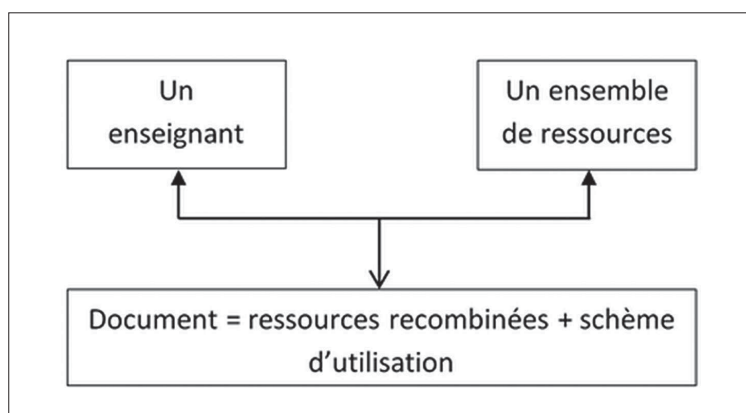 Un
enseignant
Un ensemble
de ressources
Document = ressources recombinées + schème
d'utilisation